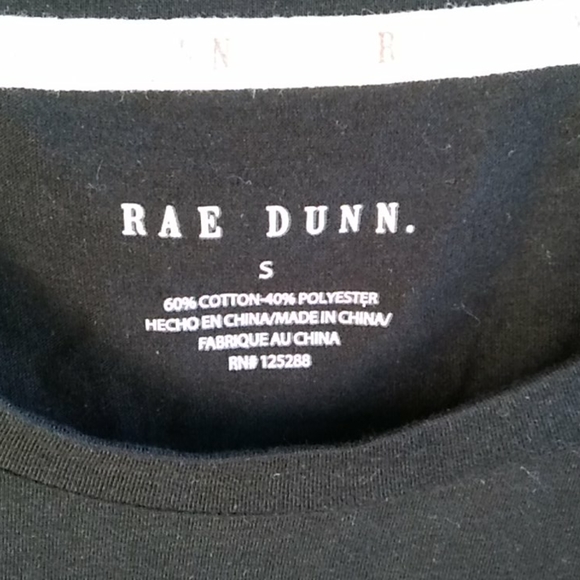 N R
RAE DUNN.
S
60% COTTON-40% POLYESTER
HECHO EN CHINA/MADE IN CHINA/
FABRIQUE AU CHINA
RN# 125288